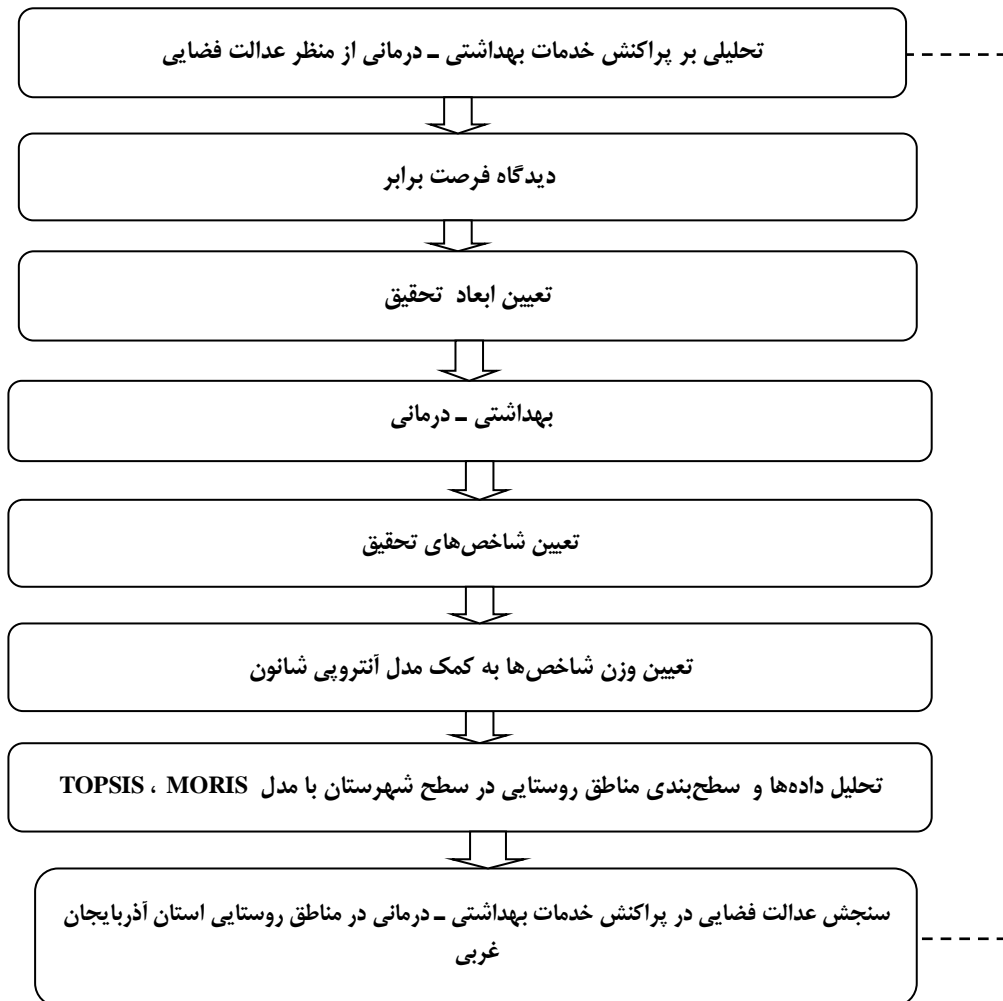 تحلیلی بر پراکنش خدمات بهداشتی ـ درمانی از منظر عدالت فضایی
دیدگاه فرصت برابر
تعیین ابعاد تحقیق
بهداشتی ـ درمانی
تعیین شاخص‌های تحقیق
تعیین وزن شاخص‌ها به کمک مدل آنتروپی شانون
تحلیل داده‌ها و سطح‌بندی مناطق روستایی در سطح شهرستان با مدل TOPSIS ، MORIS
سنجش عدالت فضایی در پراکنش خدمات بهداشتی ـ درمانی در مناطق روستایی استان آذربایجان
غربی